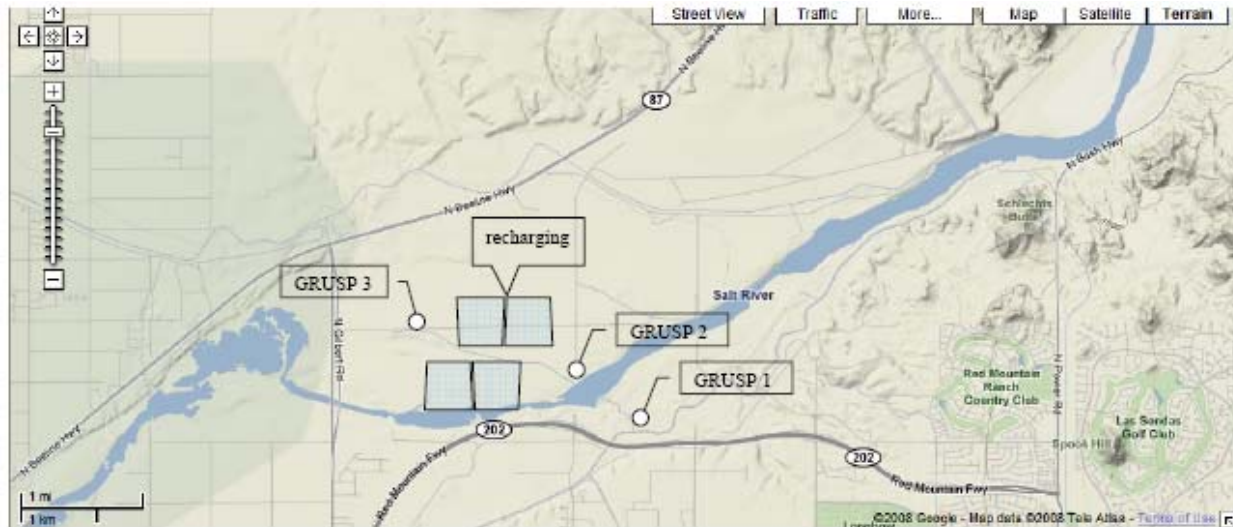 Street View
Traffic
More...
Map
Satellite
Terrain
N Beeline Hwy
87
N Bush Hwy
N Beeline Hwy
recharging
GRUSP 3
Salt River
GRUSP 2
N Gilbert Rd
GRUSP 1
Red Mountain
Ranch
Country Club
N Power Rd
Las Sendas
Golf Club
Spook Hill
202
202
Red Mountain Fwy
Red Mountain Fwy
N Beeline Hwy
1 mi
1 km
©2008 Google - Map data ©2008 Tele Atlas - Terms of Use